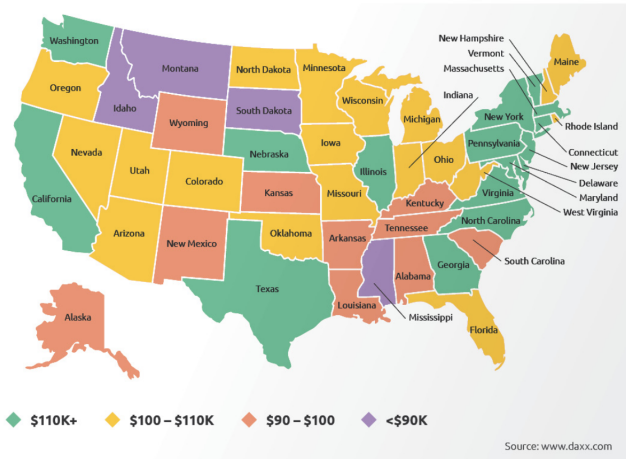 Washington
Oregon
California
Nevada
Idaho
Montana
Wyoming
Utah
Arizona
Colorado
New Mexico
North Dakota
South Dakota
Nebraska
Kansas
Oklahoma
Texas
Minnesota
Iowa
Missouri
Arkansas
Louisiana
Wisconsin
Illinois
Michigan
Indiana
Ohio
Kentucky
Tennessee
Mississippi
Alabama
Georgia
Florida
South Carolina
North Carolina
Virginia
West Virginia
Maryland
Delaware
New Jersey
Connecticut
Rhode Island
Pennsylvania
New York
Massachusetts
Vermont
New Hampshire
Maine
Alaska
$110K+
$100 – $110K
$90 – $100
<$90K
Source: www.daxx.com